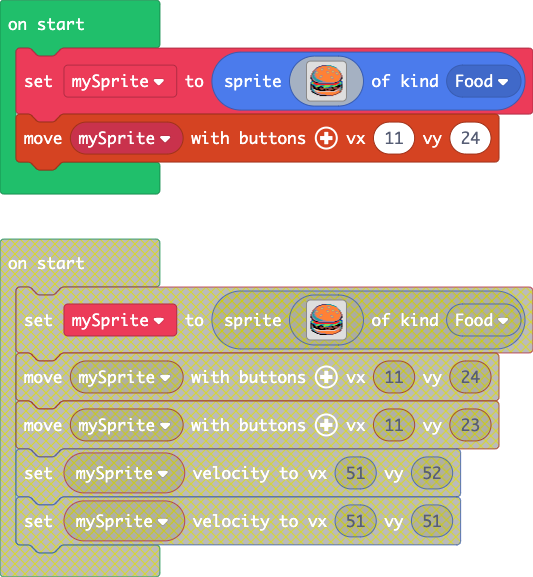 on start
set mySprite to sprite of kind Food
move mySprite with buttons vx 11 vy 24
on start
set mySprite to sprite of kind Food
move mySprite with buttons vx 11 vy 24
move mySprite with buttons vx 11 vy 23
set mySprite velocity to vx 51 vy 52
set mySprite velocity to vx 51 vy 51